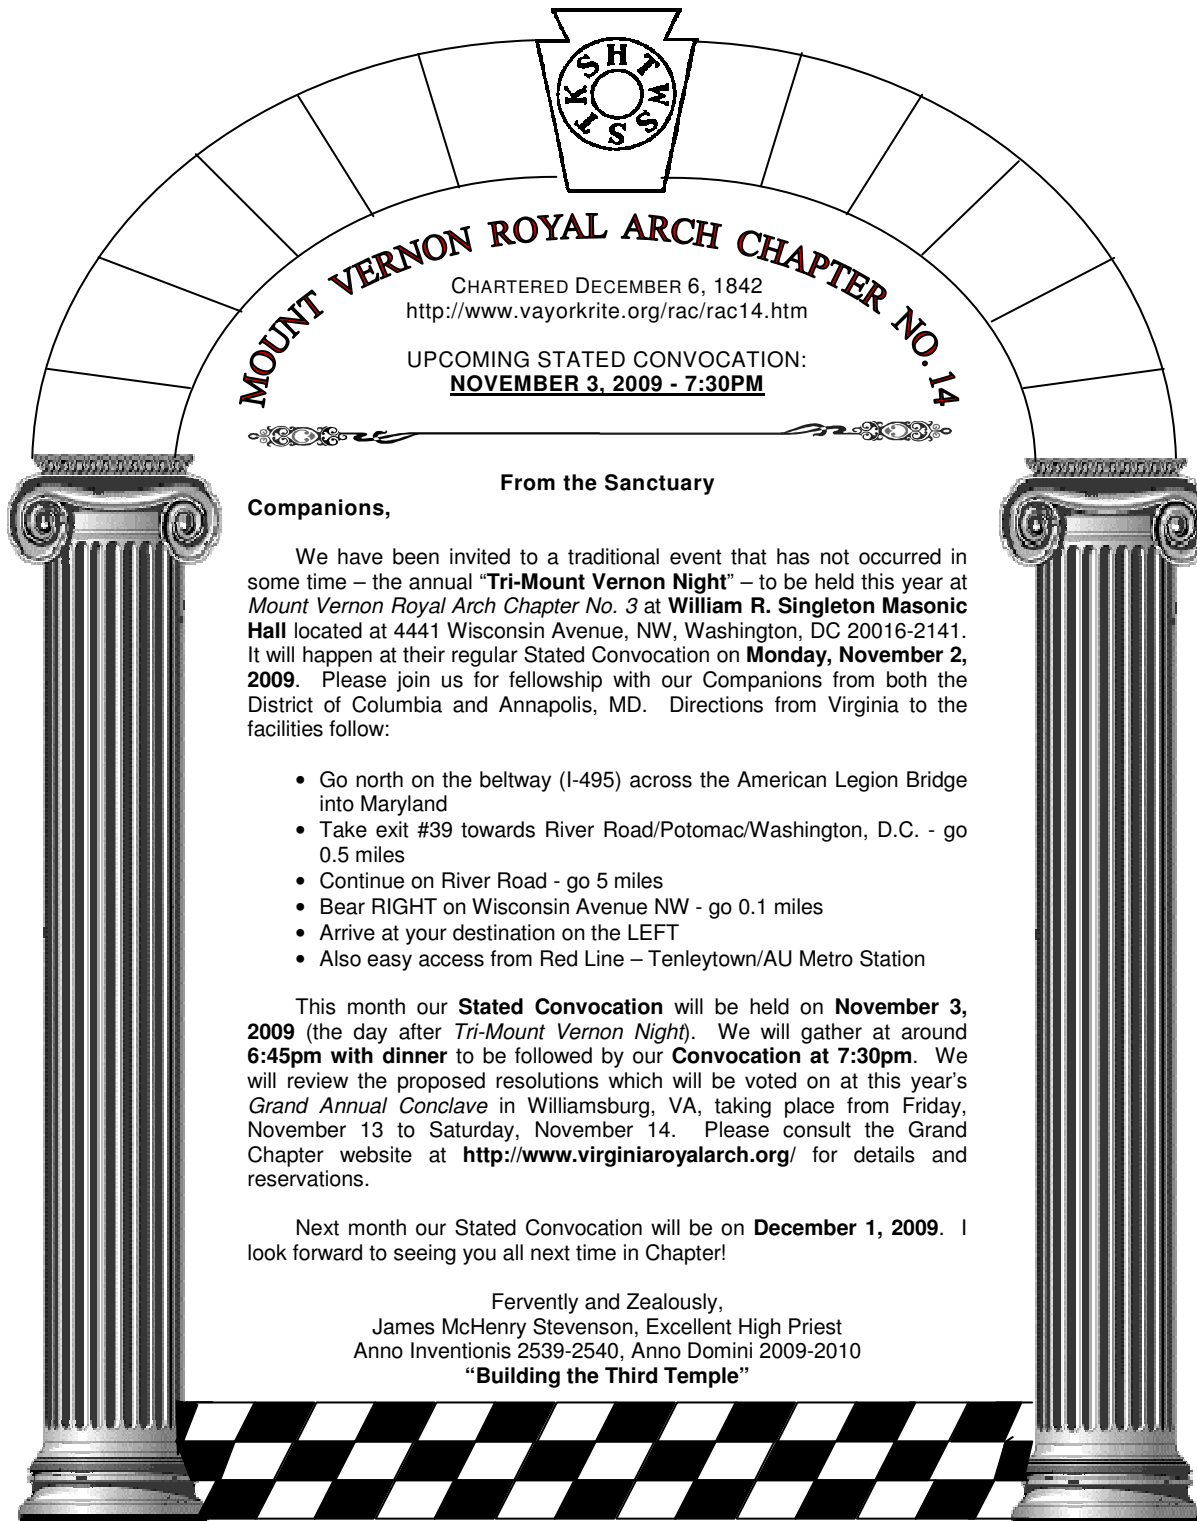 HTWSSTKS
MOUNT VERNON ROYAL ARCH CHAPTER NO. 14
CHARTERED DECEMBER 6, 1842
http://www.vayorkrite.org/rac/rac14.htm
UPCOMING STATED CONVOCATION:
NOVEMBER 3, 2009 - 7:30PM
From the Sanctuary
Companions,
We have been invited to a traditional event that has not occurred in
some time – the annual “Tri-Mount Vernon Night” – to be held this year at
Mount Vernon Royal Arch Chapter No. 3 at William R. Singleton Masonic
Hall located at 4441 Wisconsin Avenue, NW, Washington, DC 20016-2141.
It will happen at their regular Stated Convocation on Monday, November 2,
2009. Please join us for fellowship with our Companions from both the
District of Columbia and Annapolis, MD. Directions from Virginia to the
facilities follow:
• Go north on the beltway (I-495) across the American Legion Bridge
into Maryland
• Take exit #39 towards River Road/Potomac/Washington, D.C. - go
0.5 miles
• Continue on River Road - go 5 miles
• Bear RIGHT on Wisconsin Avenue NW - go 0.1 miles
• Arrive at your destination on the LEFT
• Also easy access from Red Line – Tenleytown/AU Metro Station
This month our Stated Convocation will be held on November 3,
2009 (the day after Tri-Mount Vernon Night). We will gather at around
6:45pm with dinner to be followed by our Convocation at 7:30pm. We
will review the proposed resolutions which will be voted on at this year’s
Grand Annual Conclave in Williamsburg, VA, taking place from Friday,
November 13 to Saturday, November 14. Please consult the Grand
Chapter website at http://www.virginiaroyalarch.org/ for details and
reservations.
Next month our Stated Convocation will be on December 1, 2009. I
look forward to seeing you all next time in Chapter!
Fervently and Zealously,
James McHenry Stevenson, Excellent High Priest
Anno Inventionis 2539-2540, Anno Domini 2009-2010
“Building the Third Temple”